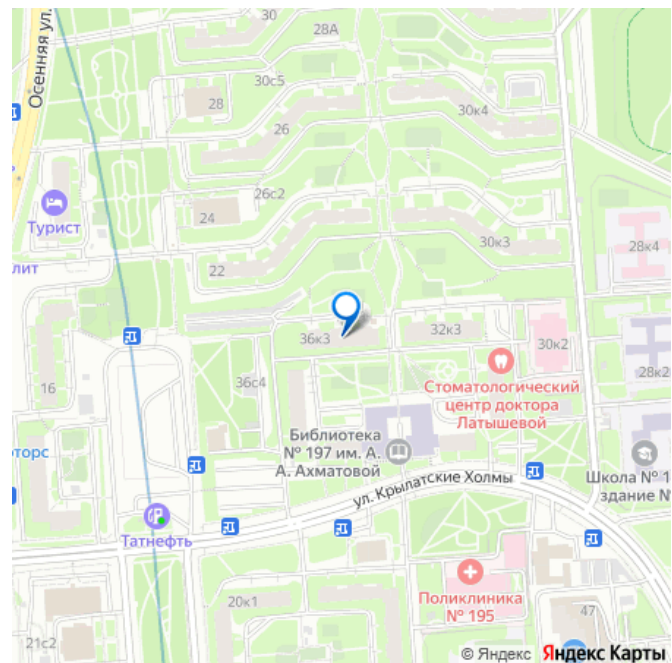 Осенняя ул.
30
28А
30с5
28
30к4
26
26с2
24
Турист
лит
22
30к3
28к4
36к3
32к3
30к2
16
36с4
28к2
Стоматологический
центр доктора
Латышевой
Библиотека
№ 197 им. А.
А. Ахматовой
оторс
ул. Крылатские Холмы
Школа № 1
здание №
Татнефть
20к1
Поликлиника
№ 195
47
21с2
© Яндекс Яндекс Карты